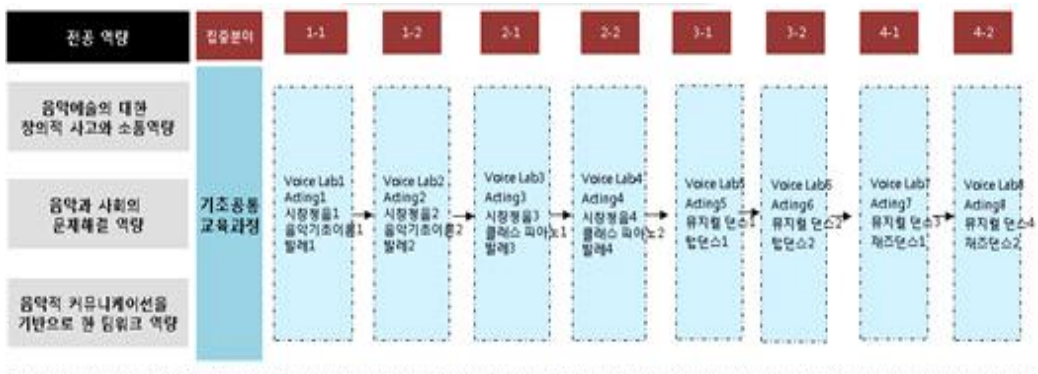 전공 역량
집중분야
1-1
1-2
2-1
2-2
3-1
3-2
4-1
4-2
음악예술의 대한
창의적 사고와 소통역량
음악과 사회의
문제해결 역량
음악적 커뮤니케이션을
기반으로 한 팀워크 역량
기초공통
교육과정
Voice Lab1
Acting1
시창청음1
음악기초이론1
발레1
Voice Lab2
Acting2
시창청음2
음악기초이론2
발레2
Voice Lab3
Acting3
시창청음3
클래스 피아노1
발레3
Voice Lab4
Acting4
시창청음4
클래스 피아노2
발레4
Voice Lab5
Acting5
뮤지컬 댄스1
탭댄스1
Voice Lab6
Acting6
뮤지컬 댄스2
탭댄스2
Voice Lab7
Acting7
뮤지컬 댄스3
재즈댄스1
Voice Lab8
Acting8
뮤지컬 댄스4
재즈댄스2